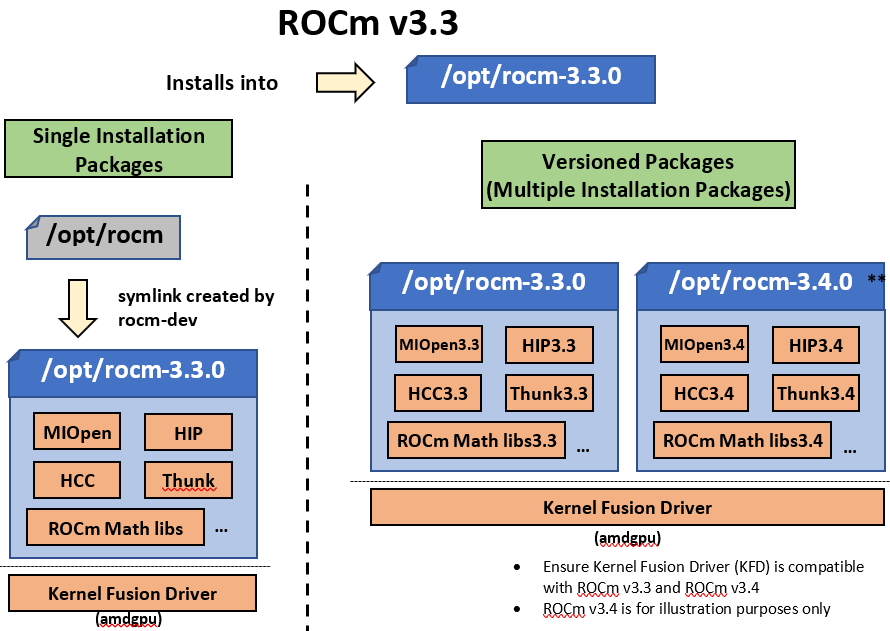 ROCm v3.3
Installs into
/opt/rocm-3.3.0
Single Installation
Packages
/opt/rocm
symlink created by
rocm-dev
/opt/rocm-3.3.0
MIOpen
HIP
HCC
Thunk
ROCm Math libs
...
Kernel Fusion Driver
(amdgpu)
Versioned Packages
(Multiple Installation Packages)
/opt/rocm-3.3.0
MIOpen3.3
HIP3.3
HCC3.3
Thunk3.3
ROCm Math libs3.3
...
/opt/rocm-3.4.0 **
MIOpen3.4
HIP3.4
HCC3.4
Thunk3.4
ROCm Math libs3.4
...
Kernel Fusion Driver
(amdgpu)
• Ensure Kernel Fusion Driver (KFD) is compatible
with ROCm v3.3 and ROCm v3.4
• ROCm v3.4 is for illustration purposes only